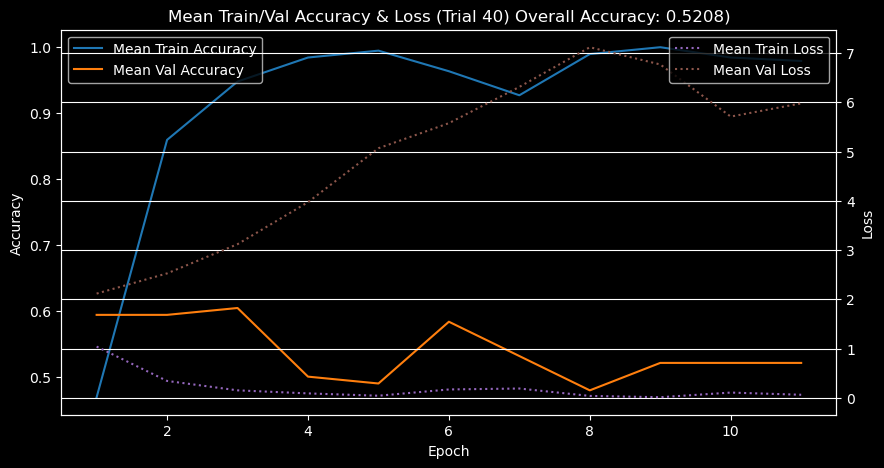 Mean Train/Val Accuracy & Loss (Trial 40) Overall Accuracy: 0.5208)
Mean Train Accuracy
Mean Val Accuracy
Mean Train Loss
Mean Val Loss
Accuracy
1.0
0.9
0.8
0.7
0.6
0.5
Loss
7
6
5
4
3
2
1
0
2
4
6
8
10
Epoch